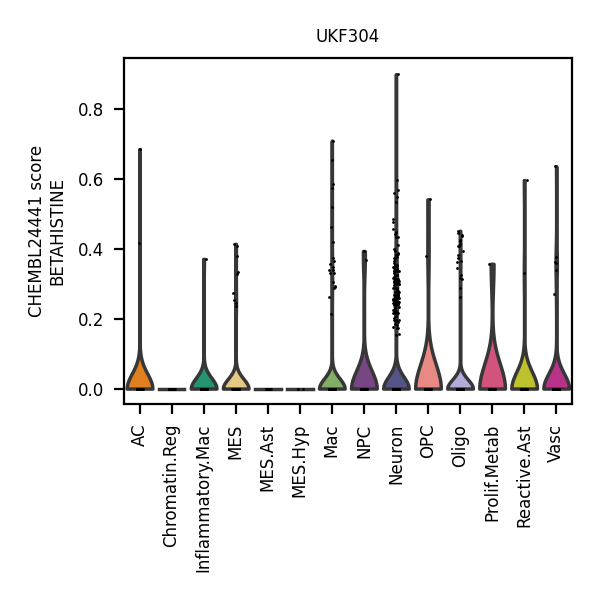 UKF304
CHEMBL24441 score
BETAHISTINE
0.8
0.6
0.4
0.2
0.0
AC
Chromatin.Reg
Inflammatory.Mac
MES
MES.Ast
MES.Hyp
Mac
NPC
Neuron
OPC
Oligo
Prolif.Metab
Reactive.Ast
Vasc